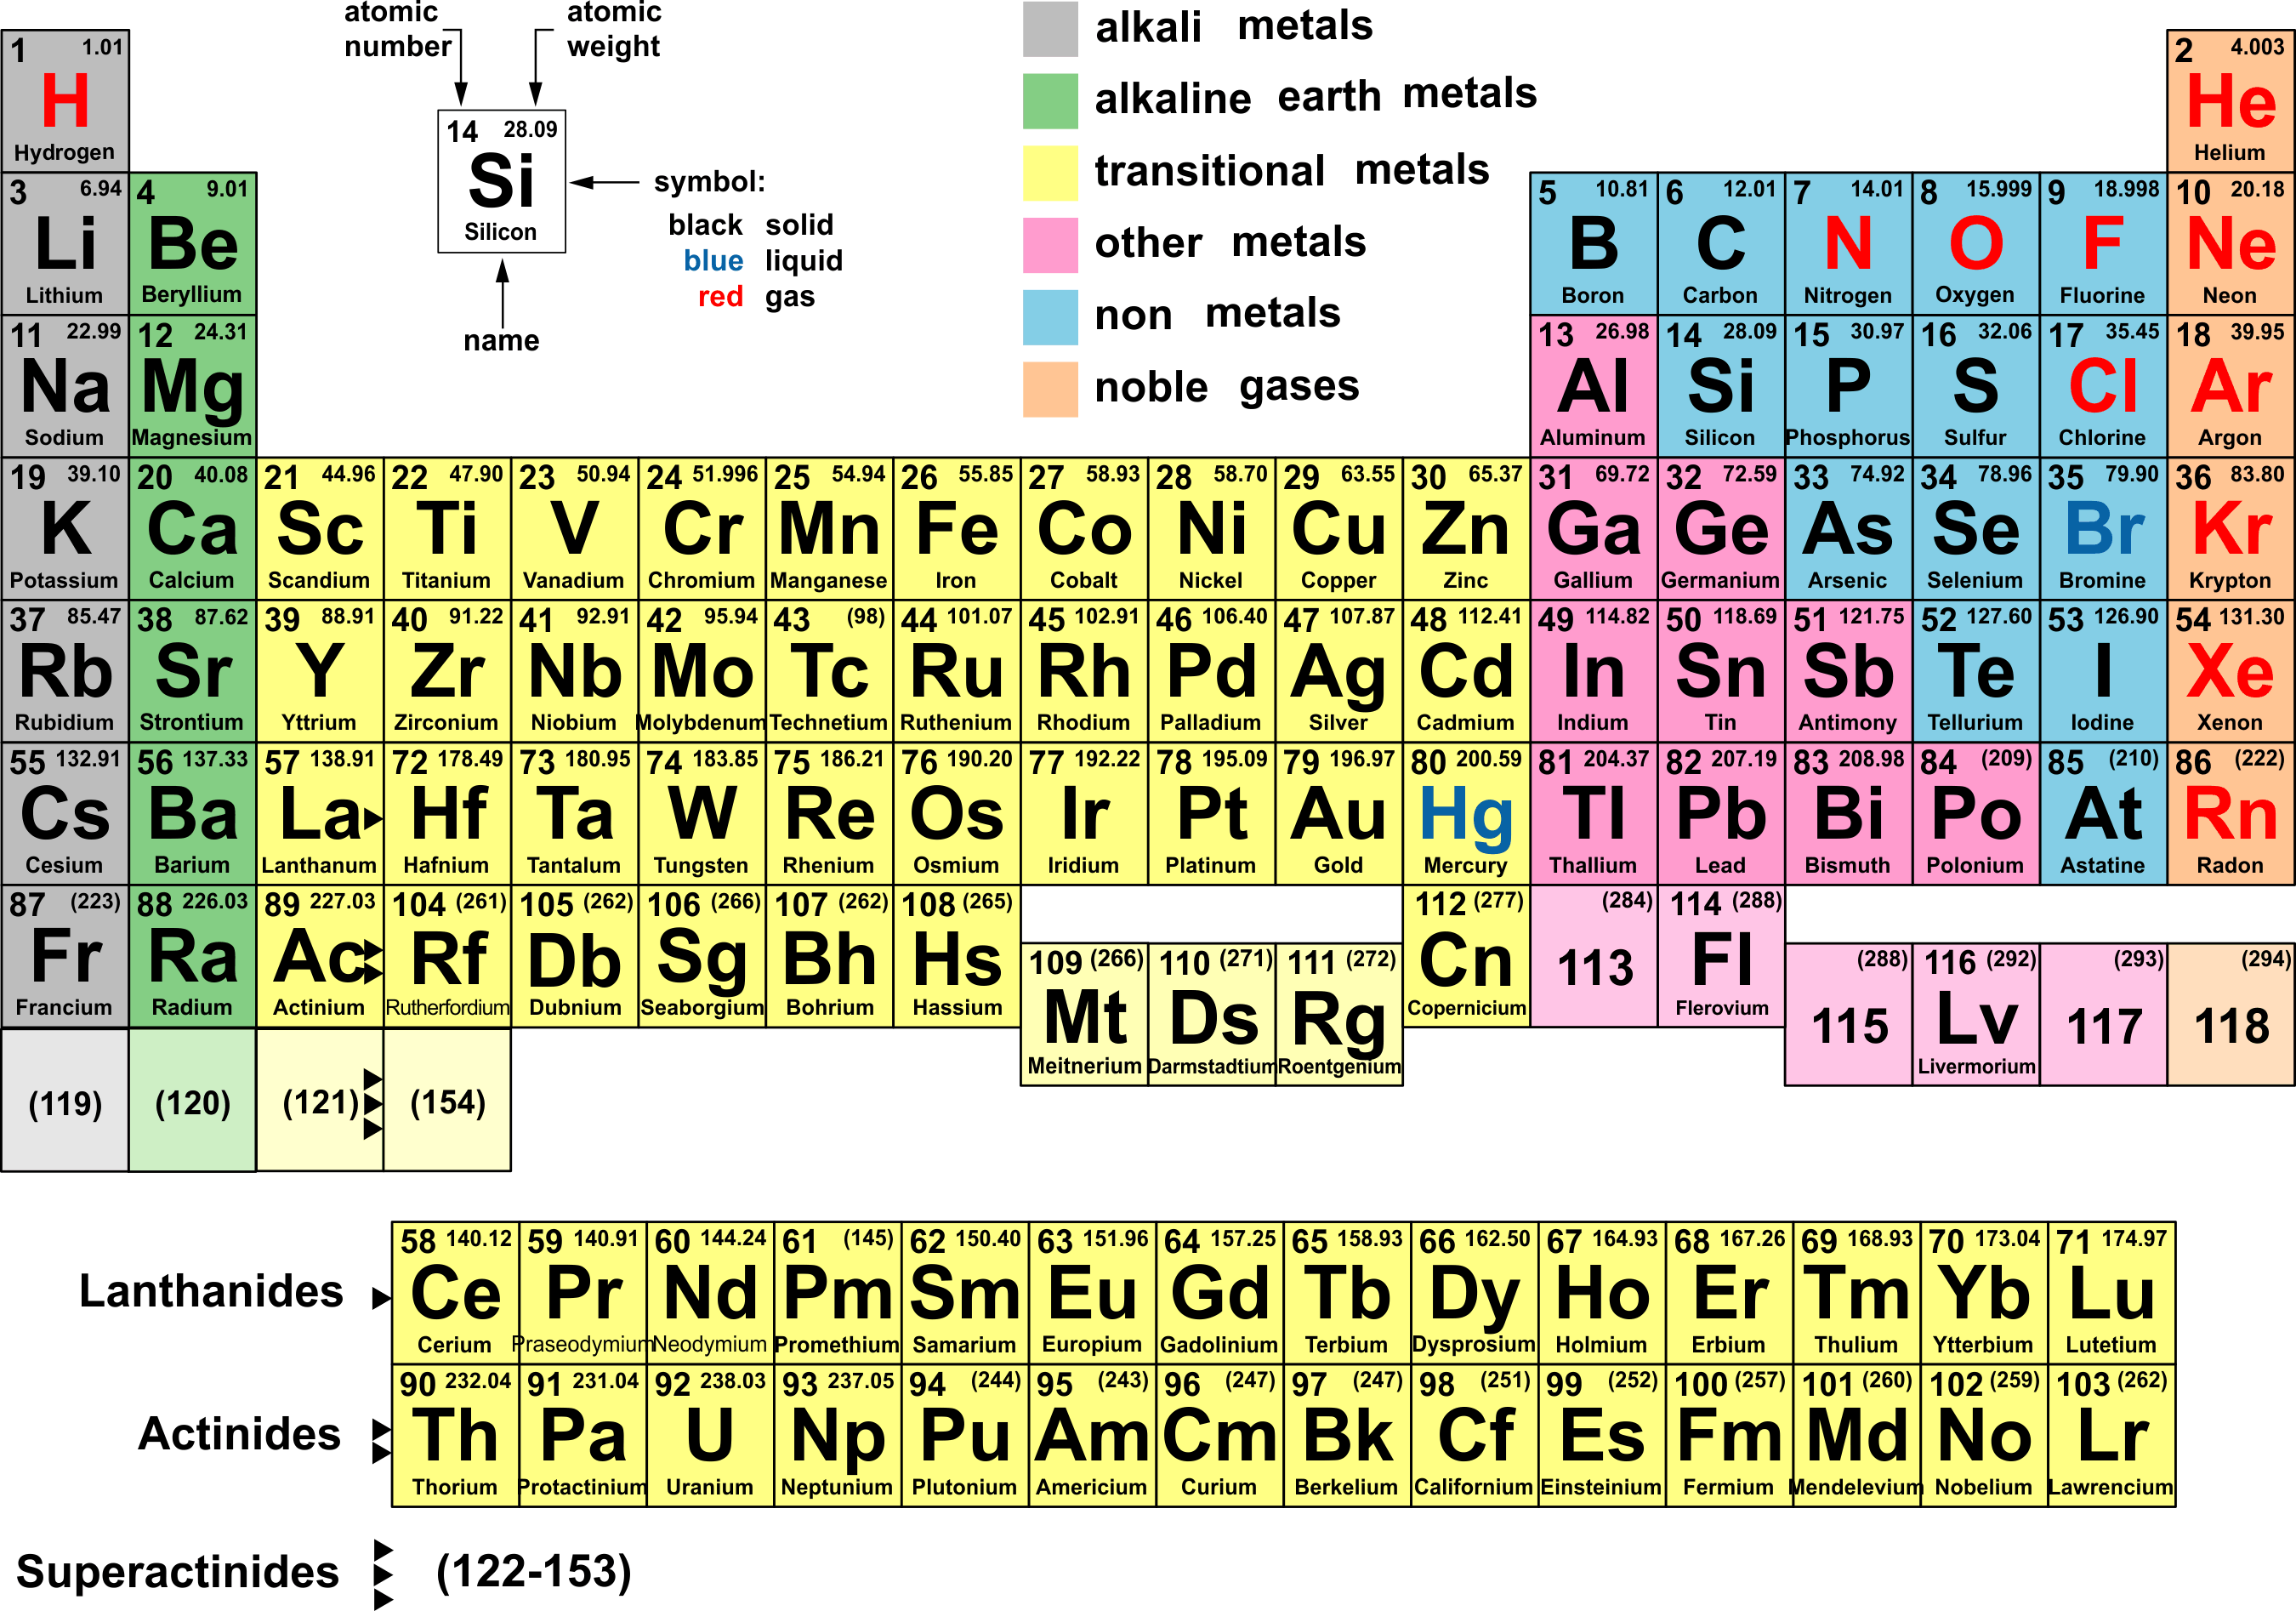 atomic number
atomic weight
14 28.09
Si
Silicon
symbol:
black solid
blue liquid
red gas
name
alkali metals
alkaline earth metals
transitional metals
other metals
non metals
noble gases
1 1.01
H
Hydrogen
2 4.003
He
Helium
3 6.94
Li
Lithium
4 9.01
Be
Beryllium
5 10.81
B
Boron
6 12.01
C
Carbon
7 14.01
N
Nitrogen
8 15.999
O
Oxygen
9 18.998
F
Fluorine
10 20.18
Ne
Neon
11 22.99
Na
Sodium
12 24.31
Mg
Magnesium
13 26.98
Al
Aluminum
14 28.09
Si
Silicon
15 30.97
P
Phosphorus
16 32.06
S
Sulfur
17 35.45
Cl
Chlorine
18 39.95
Ar
Argon
19 39.10
K
Potassium
20 40.08
Ca
Calcium
21 44.96
Sc
Scandium
22 47.90
Ti
Titanium
23 50.94
V
Vanadium
24 51.996
Cr
Chromium
25 54.94
Mn
Manganese
26 55.85
Fe
Iron
27 58.93
Co
Cobalt
28 58.70
Ni
Nickel
29 63.55
Cu
Copper
30 65.37
Zn
Zinc
31 69.72
Ga
Gallium
32 72.59
Ge
Germanium
33 74.92
As
Arsenic
34 78.96
Se
Selenium
35 79.90
Br
Bromine
36 83.80
Kr
Krypton
37 85.47
Rb
Rubidium
38 87.62
Sr
Strontium
39 88.91
Y
Yttrium
40 91.22
Zr
Zirconium
41 92.91
Nb
Niobium
42 95.94
Mo
Molybdenum
43 (98)
Tc
Technetium
44 101.07
Ru
Ruthenium
45 102.91
Rh
Rhodium
46 106.40
Pd
Palladium
47 107.87
Ag
Silver
48 112.41
Cd
Cadmium
49 114.82
In
Indium
50 118.69
Sn
Tin
51 121.75
Sb
Antimony
52 127.60
Te
Tellurium
53 126.90
I
Iodine
54 131.30
Xe
Xenon
55 132.91
Cs
Cesium
56 137.33
Ba
Barium
57 138.91
La
Lanthanum
72 178.49
Hf
Hafnium
73 180.95
Ta
Tantalum
74 183.85
W
Tungsten
75 186.21
Re
Rhenium
76 190.20
Os
Osmium
77 192.22
Ir
Iridium
78 195.09
Pt
Platinum
79 196.97
Au
Gold
80 200.59
Hg
Mercury
81 204.37
Tl
Thallium
82 207.19
Pb
Lead
83 208.98
Bi
Bismuth
84 (209)
Po
Polonium
85 (210)
At
Astatine
86 (222)
Rn
Radon
87 (223)
Fr
Francium
88 226.03
Ra
Radium
89 227.03
Ac
Actinium
104 (261)
Rf
Rutherfordium
105 (262)
Db
Dubnium
106 (266)
Sg
Seaborgium
107 (262)
Bh
Bohrium
108 (265)
Hs
Hassium
109 (266)
Mt
Meitnerium
110 (271)
Ds
Darmstadtium
111 (272)
Rg
Roentgenium
112 (277)
Cn
Copernicium
(284)
113
114 (288)
Fl
Flerovium
(288)
115
116 (292)
Lv
Livermorium
(293)
117
(294)
118
(119)
(120)
(121)
(154)
Lanthanides
58 140.12
Ce
Cerium
59 140.91
Pr
Praseodymium
60 144.24
Nd
Neodymium
61 (145)
Pm
Promethium
62 150.40
Sm
Samarium
63 151.96
Eu
Europium
64 157.25
Gd
Gadolinium
65 158.93
Tb
Terbium
66 162.50
Dy
Dysprosium
67 164.93
Ho
Holmium
68 167.26
Er
Erbium
69 168.93
Tm
Thulium
70 173.04
Yb
Ytterbium
71 174.97
Lu
Lutetium
Actinides
90 232.04
Th
Thorium
91 231.04
Pa
Protactinium
92 238.03
U
Uranium
93 237.05
Np
Neptunium
94 (244)
Pu
Plutonium
95 (243)
Am
Americium
96 (247)
Cm
Curium
97 (247)
Bk
Berkelium
98 (251)
Cf
Californium
99 (252)
Es
Einsteinium
100 (257)
Fm
Fermium
101 (260)
Md
Mendelevium
102 (259)
No
Nobelium
103 (262)
Lr
Lawrencium
Superactinides
(122-153)